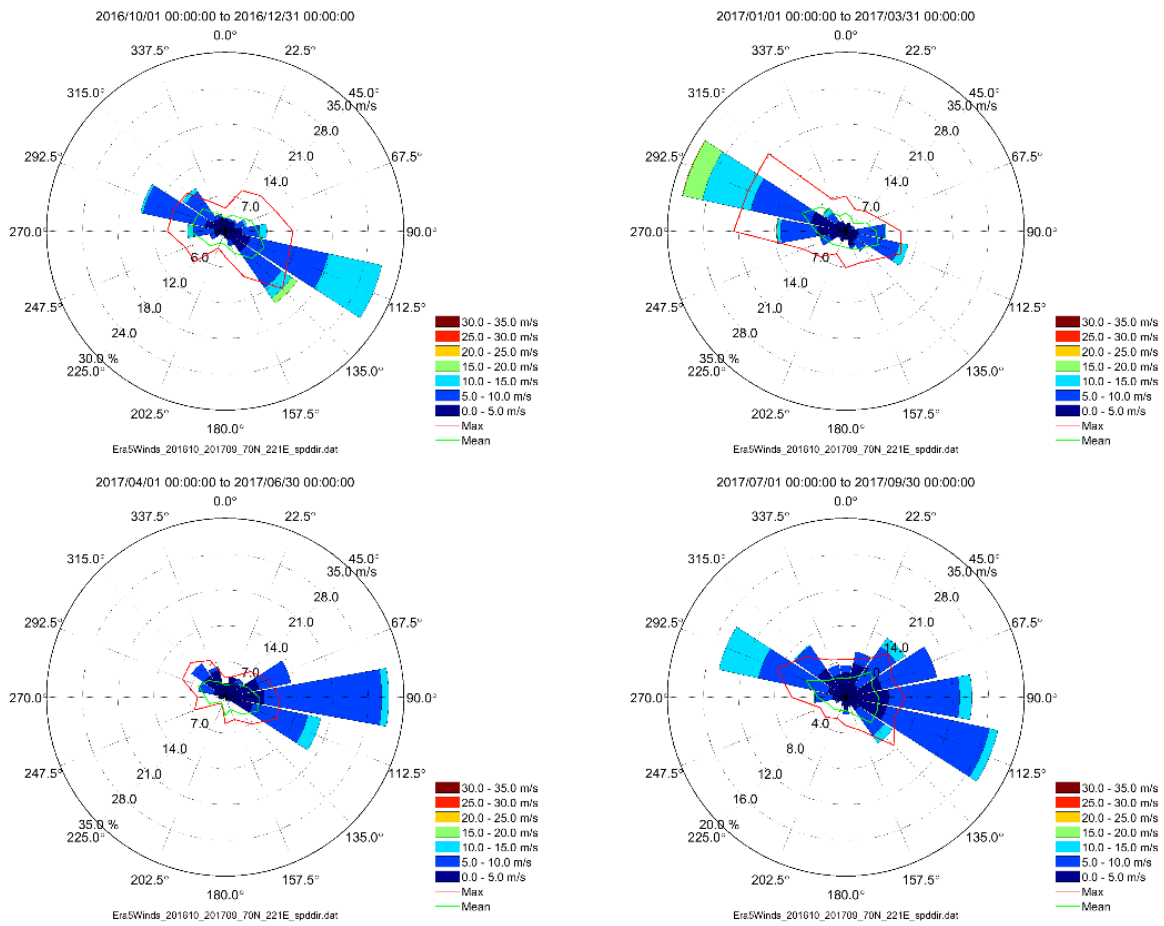 2016/10/01 00:00:00 to 2016/12/31 00:00:00
0.0°
337.5° 22.5°
315.0° 45.0°
35.0 m/s
28.0
292.5° 21.0 67.5°
14.0
7.0
270.0° 90.0°
6.0
12.0
247.5° 18.0 112.5°
24.0
30.0 %
225.0° 135.0°
202.5° 157.5°
180.0°
30.0 - 35.0 m/s
25.0 - 30.0 m/s
20.0 - 25.0 m/s
15.0 - 20.0 m/s
10.0 - 15.0 m/s
5.0 - 10.0 m/s
0.0 - 5.0 m/s
Max
Mean
Era5Winds_201610_201709_70N_221E_spddir.dat
2017/01/01 00:00:00 to 2017/03/31 00:00:00
0.0°
337.5° 22.5°
315.0° 45.0°
35.0 m/s
28.0
292.5° 21.0 67.5°
14.0
7.0
270.0° 90.0°
7.0
14.0
247.5° 21.0 112.5°
28.0
35.0 %
225.0° 135.0°
202.5° 157.5°
180.0°
30.0 - 35.0 m/s
25.0 - 30.0 m/s
20.0 - 25.0 m/s
15.0 - 20.0 m/s
10.0 - 15.0 m/s
5.0 - 10.0 m/s
0.0 - 5.0 m/s
Max
Mean
Era5Winds_201610_201709_70N_221E_spddir.dat
2017/04/01 00:00:00 to 2017/06/30 00:00:00
0.0°
337.5° 22.5°
315.0° 45.0°
35.0 m/s
28.0
292.5° 21.0 67.5°
14.0
7.0
270.0° 90.0°
7.0
14.0
247.5° 21.0 112.5°
28.0
35.0 %
225.0° 135.0°
202.5° 157.5°
180.0°
30.0 - 35.0 m/s
25.0 - 30.0 m/s
20.0 - 25.0 m/s
15.0 - 20.0 m/s
10.0 - 15.0 m/s
5.0 - 10.0 m/s
0.0 - 5.0 m/s
Max
Mean
Era5Winds_201610_201709_70N_221E_spddir.dat
2017/07/01 00:00:00 to 2017/09/30 00:00:00
0.0°
337.5° 22.5°
315.0° 45.0°
35.0 m/s
28.0
292.5° 21.0 67.5°
14.0
7.0
270.0° 90.0°
4.0
8.0
247.5° 12.0 112.5°
16.0
20.0 %
225.0° 135.0°
202.5° 157.5°
180.0°
30.0 - 35.0 m/s
25.0 - 30.0 m/s
20.0 - 25.0 m/s
15.0 - 20.0 m/s
10.0 - 15.0 m/s
5.0 - 10.0 m/s
0.0 - 5.0 m/s
Max
Mean
Era5Winds_201610_201709_70N_221E_spddir.dat